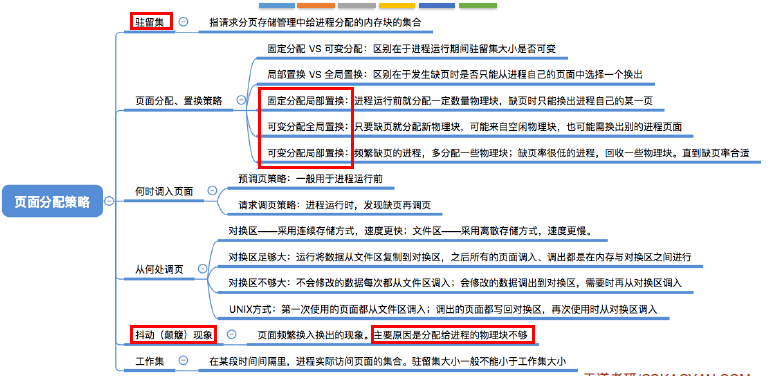 驻留集
指请求分页存储管理中给进程分配的内存块的集合
固定分配 VS 可变分配：区别在于进程运行期间驻留集大小是否可变
局部置换 VS 全局置换：区别在于发生缺页时是否只能从进程自己的页面中选择一个换出
页面分配、置换策略
固定分配局部置换：进程运行前就分配一定数量物理块，缺页时只能换出进程自己的某一页
可变分配全局置换：只要缺页就分配新物理块，可能来自空闲物块，也可能需换出别的进程页面
可变分配局部置换：频繁缺页的进程，多分配一些物理块；缺页率很低的进程，回收一些物理块。直到缺页率合适
预调页策略：一般用于进程运行前
何时调入页面
请求调页策略：进程运行时，发现缺页再调页
页面分配策略
对换区——采用连续存储方式，速度更快；文件区——采用离散存储方式，速度更慢。
对换区足够大：运行将数据从文件区复制到对换区，之后所有的页面调入、调出都是在内存与对换区之间进行
从何处调页
对换区不够大：不会修改的数据每次都从文件区调入；会修改的数据调出到对换区，需要时再从对换区调入
UNIX方式：第一次使用的页面都从文件区调入；调出的页面都写回对换区，再次使用时从对换区调入
抖动（颠簸）现象
页面频繁换入换出的现象。主要原因是分配给进程的物理块不够
工作集
在某段时间间隔里，进程实际访问页面的集合。驻留集大小一般不能小于工作集大小